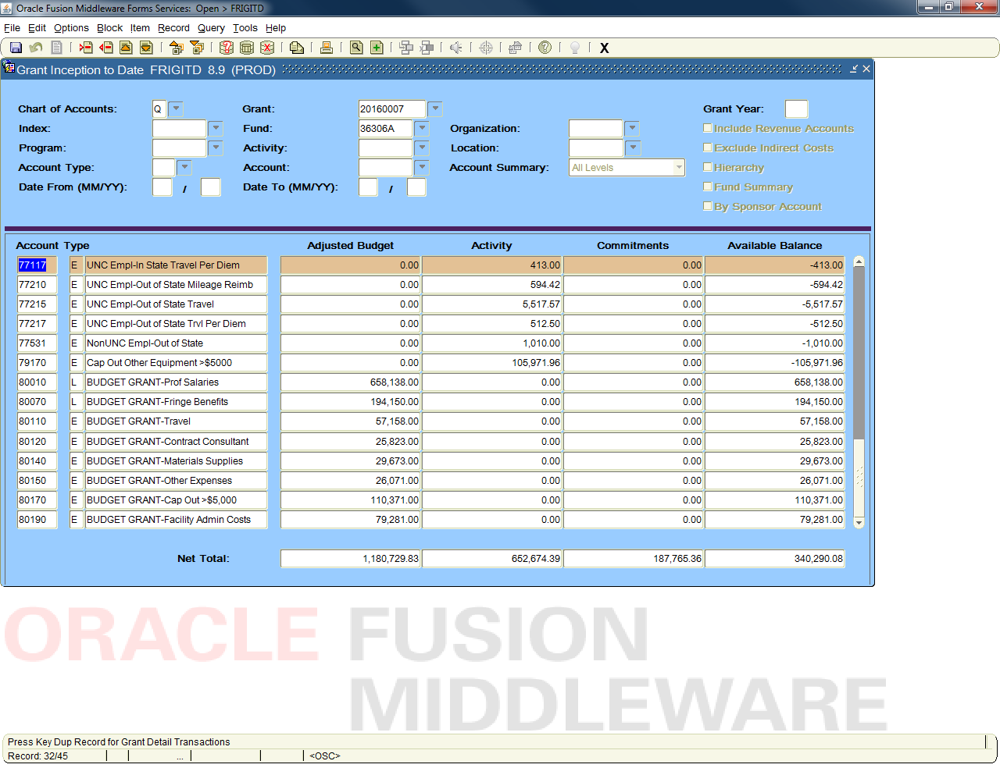 Oracle Fusion Middleware Forms Services:  Open > FRIGITD
File Edit Options Block Item Record Query Tools Help
X
Grant Inception to Date  FRIGITD  8.9  (PROD)
Chart of Accounts: Q Grant: 20160007 Grant Year:
Index: Fund: 36306A Organization: Include Revenue Accounts
Program: Activity: Location: Exclude Indirect Costs
Account Type: Account: Account Summary: All Levels Hierarchy
Date From (MM/YY): / Date To (MM/YY): / Fund Summary
By Sponsor Account
Account Type Adjusted Budget Activity Commitments Available Balance
77117 E UNC Empl-In State Travel Per Diem 0.00 413.00 0.00 -413.00
77210 E UNC Empl-Out of State Mileage Reimb 0.00 594.42 0.00 -594.42
77215 E UNC Empl-Out of State Travel 0.00 5,517.57 0.00 -5,517.57
77217 E UNC Empl-Out of State Trvl Per Diem 0.00 512.50 0.00 -512.50
77531 E NonUNC Empl-Out of State 0.00 1,010.00 0.00 -1,010.00
79170 E Cap Out Other Equipment >$5000 0.00 105,971.96 0.00 -105,971.96
80010 L BUDGET GRANT-Prof Salaries 658,138.00 0.00 0.00 658,138.00
80070 L BUDGET GRANT-Fringe Benefits 194,150.00 0.00 0.00 194,150.00
80110 E BUDGET GRANT-Travel 57,158.00 0.00 0.00 57,158.00
80120 E BUDGET GRANT-Contract Consultant 25,823.00 0.00 0.00 25,823.00
80140 E BUDGET GRANT-Materials Supplies 29,673.00 0.00 0.00 29,673.00
80150 E BUDGET GRANT-Other Expenses 26,071.00 0.00 0.00 26,071.00
80170 E BUDGET GRANT-Cap Out >$5,000 110,371.00 0.00 0.00 110,371.00
80190 E BUDGET GRANT-Facility Admin Costs 79,281.00 0.00 0.00 79,281.00
Net Total: 1,180,729.83 652,674.39 187,765.36 340,290.08
ORACLE FUSION
MIDDLEWARE
Press Key Dup Record for Grant Detail Transactions
Record: 32/45 ... <OSC>